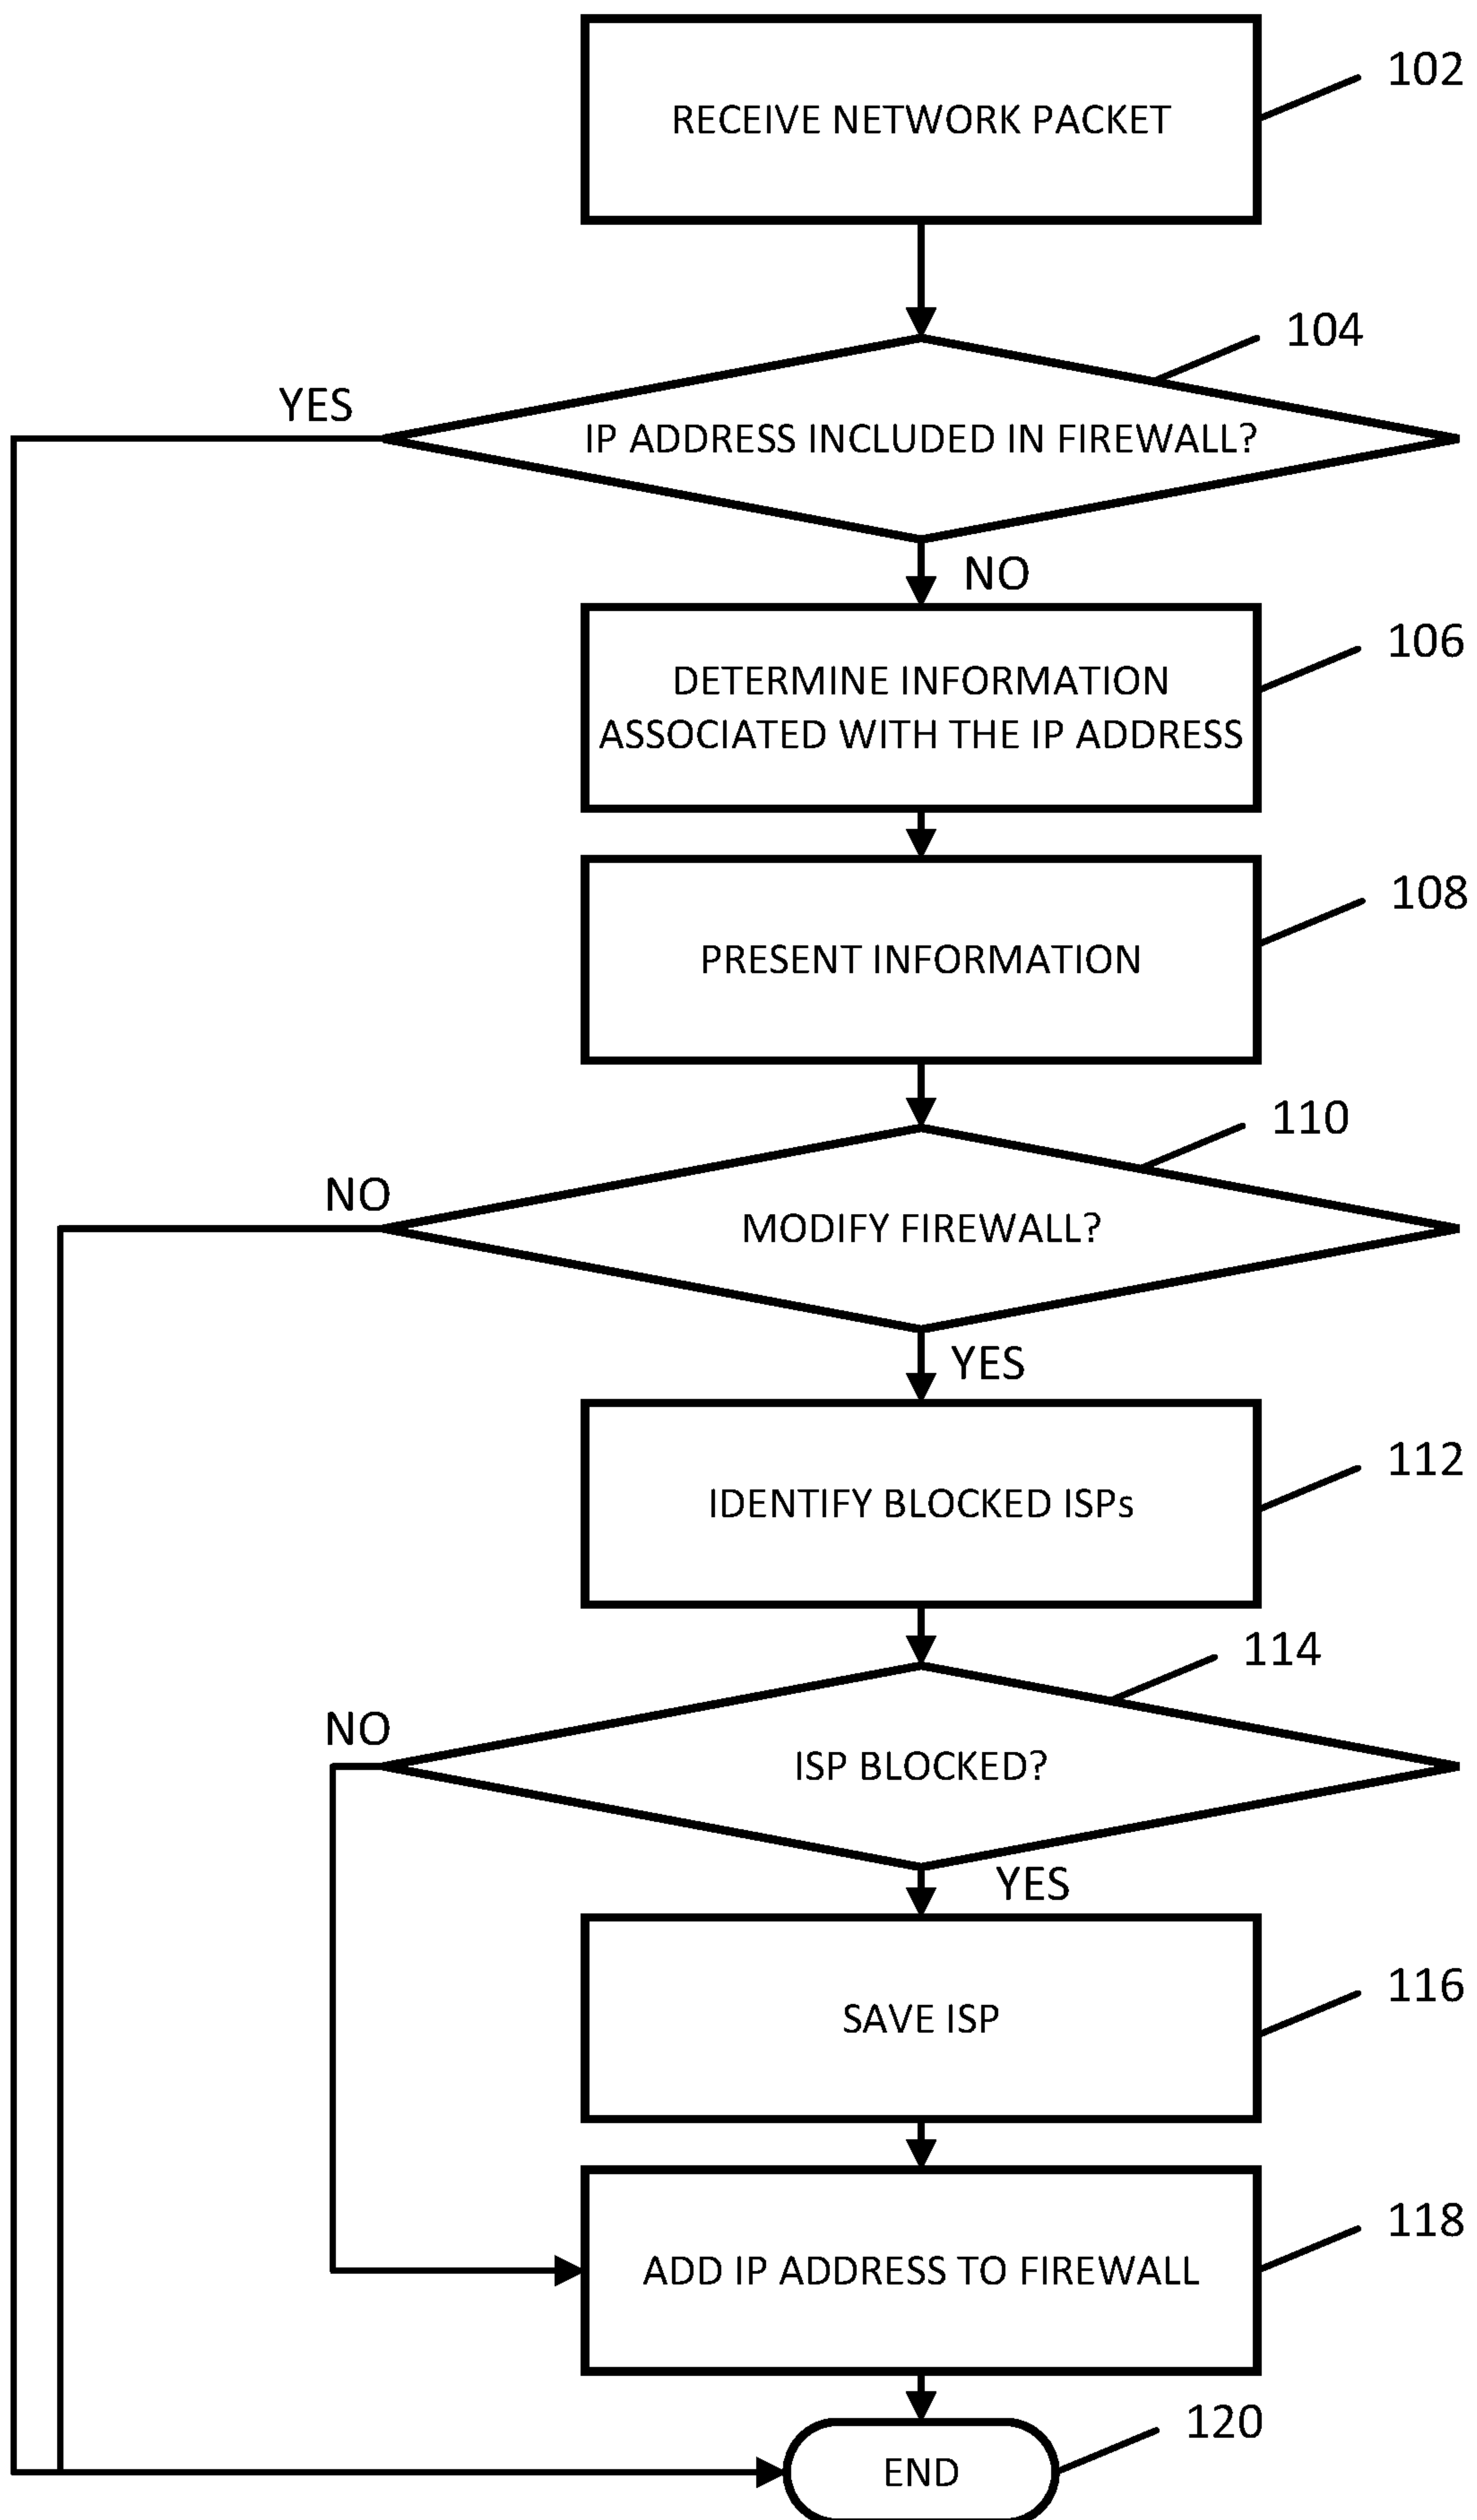 RECEIVE NETWORK PACKET
102
104
YES
IP ADDRESS INCLUDED IN FIREWALL?
NO
106
DETERMINE INFORMATION
ASSOCIATED WITH THE IP ADDRESS
108
PRESENT INFORMATION
110
NO
MODIFY FIREWALL?
YES
112
IDENTIFY BLOCKED ISPs
114
NO
ISP BLOCKED?
YES
116
SAVE ISP
118
ADD IP ADDRESS TO FIREWALL
120
END